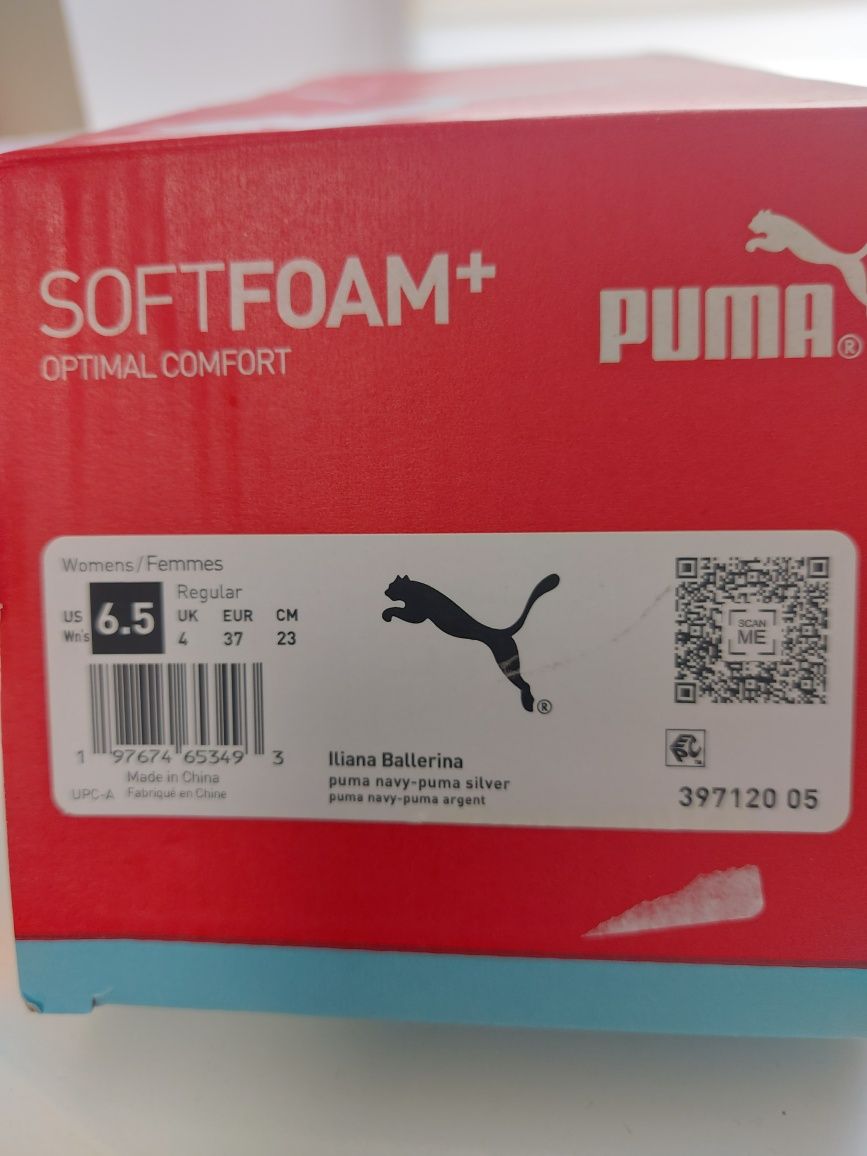 SOFTFOAM+
OPTIMAL COMFORT
PUMA®
Womens/Femmes
Regular
US Wn's 6.5
UK EUR CM
4 37 23
1 97674 65349 3
Made in China
UPC-A Fabriqué en Chine
®
Iliana Ballerina
puma navy-puma silver
puma navy-puma argent
SCAN
ME
397120 05